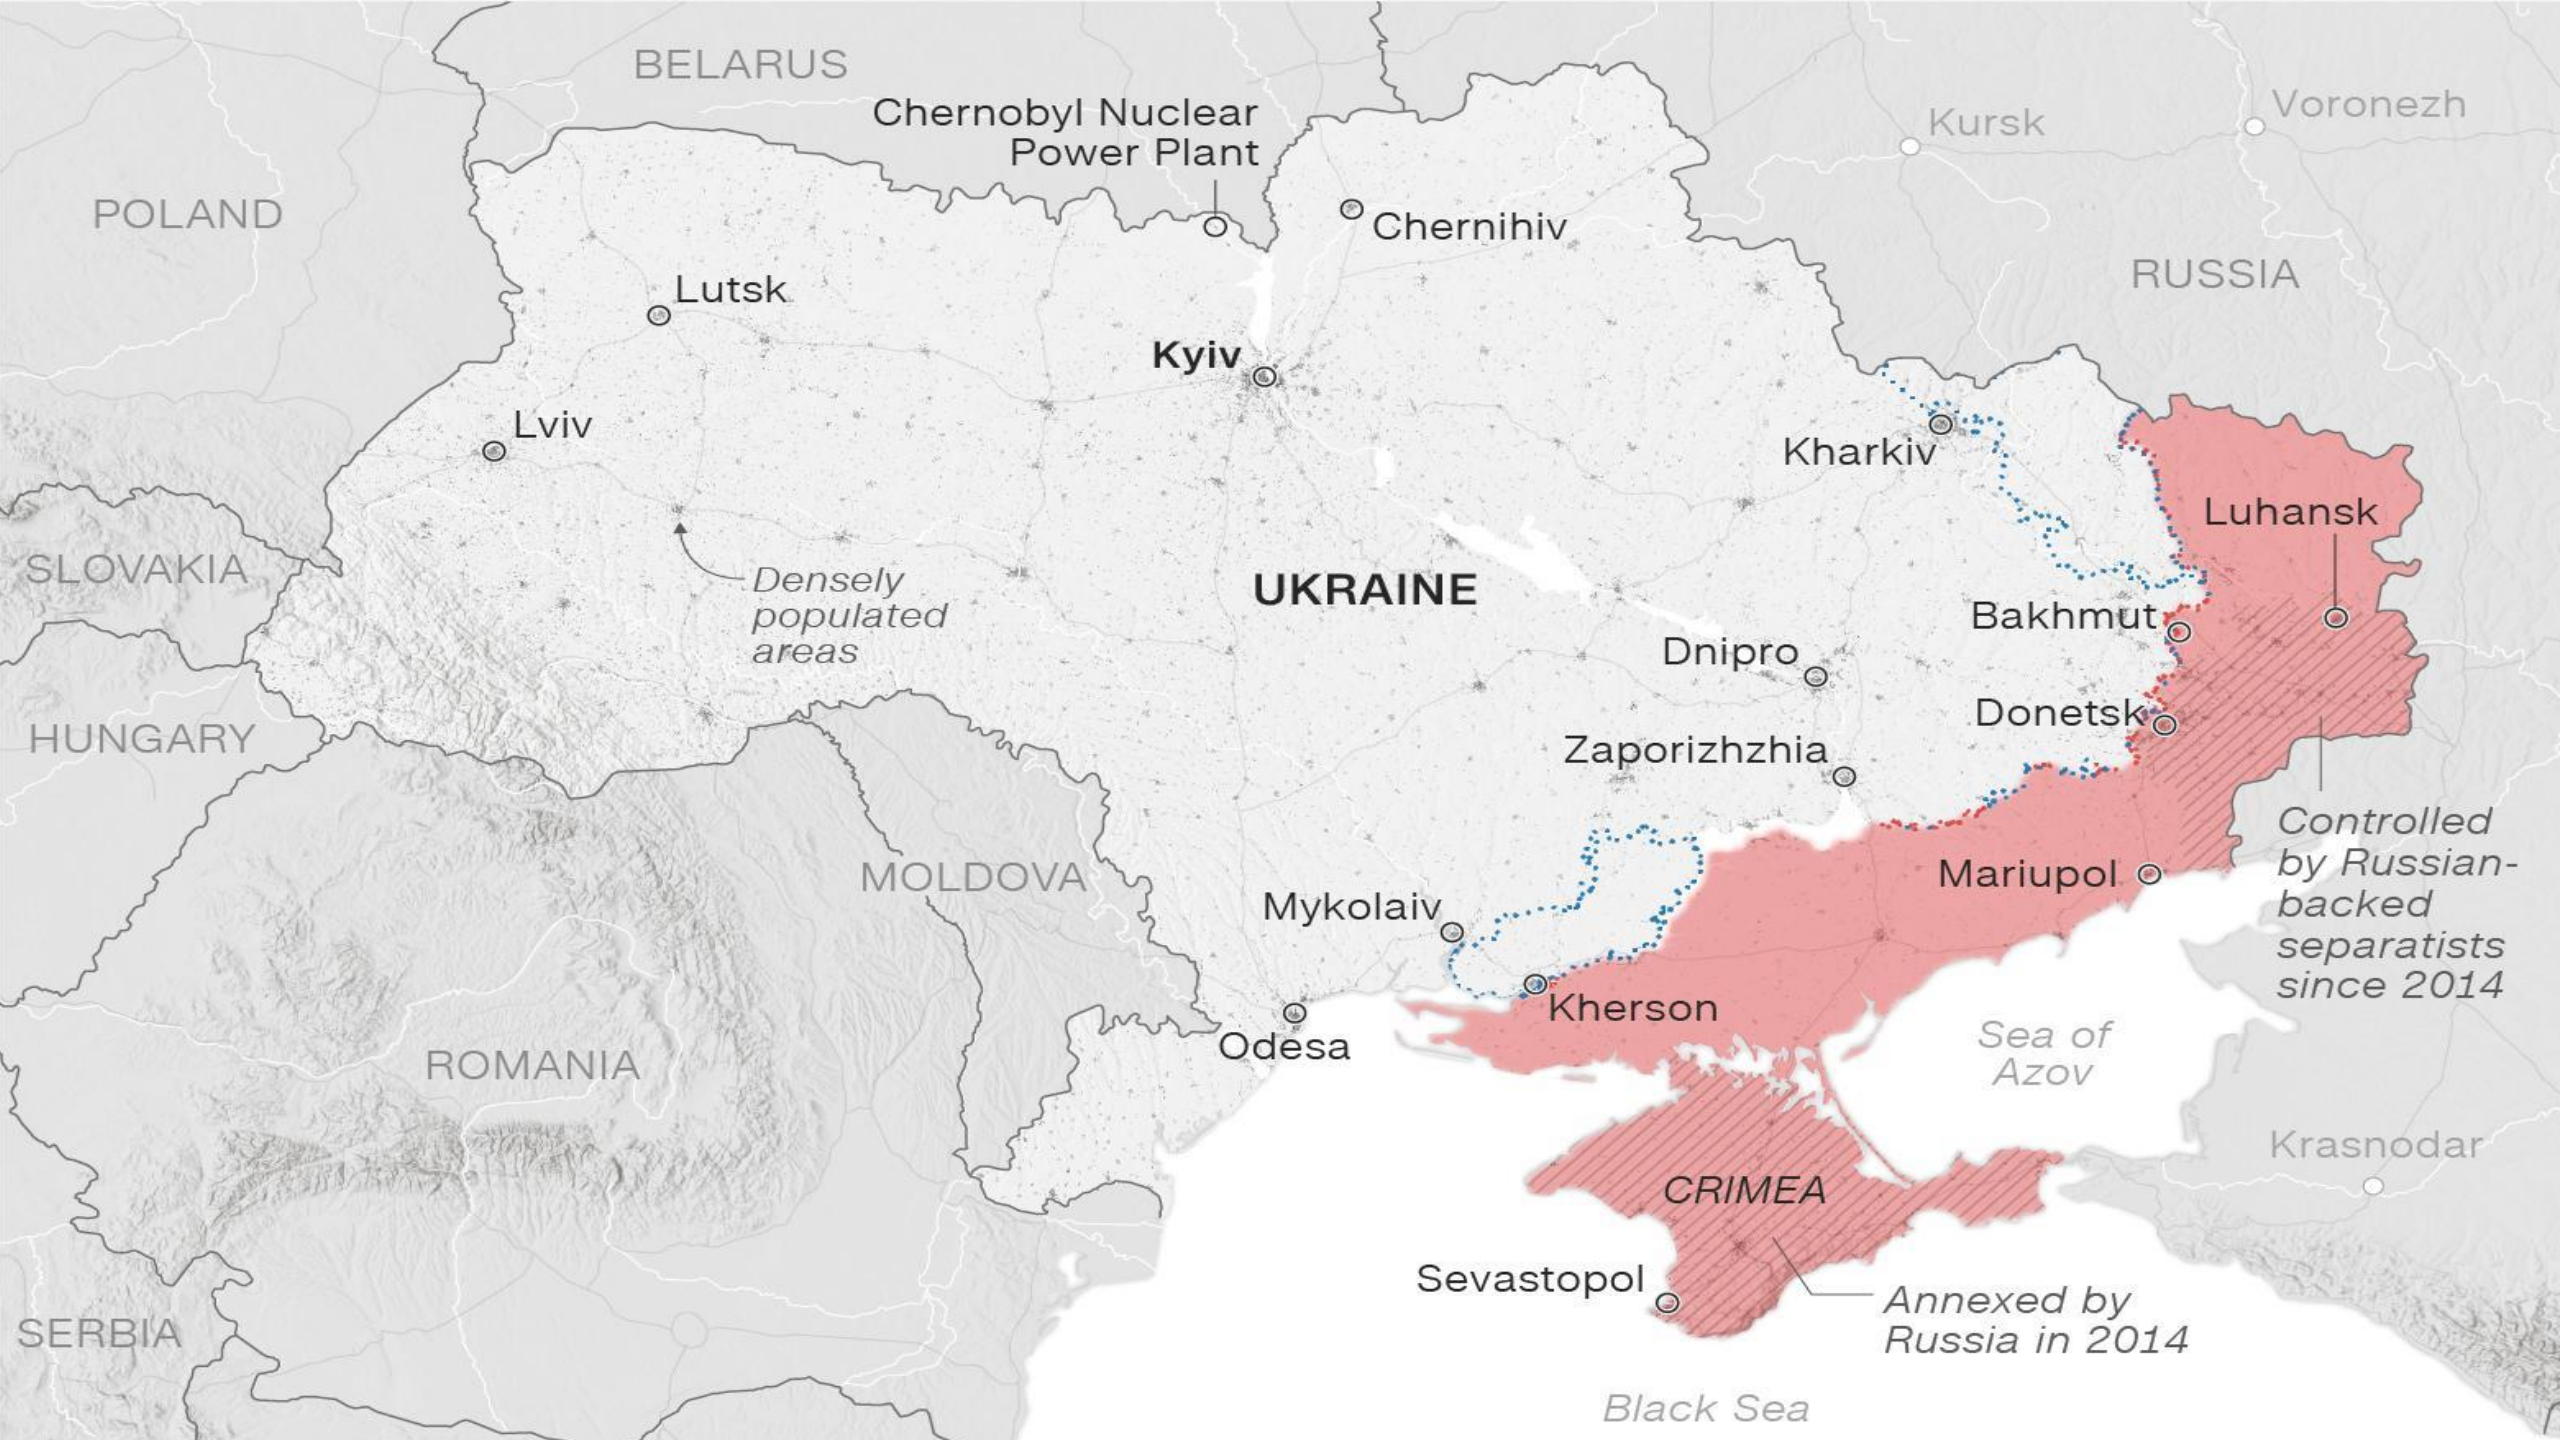 BELARUS
Chernobyl Nuclear
Power Plant
Kursk
Voronezh
POLAND
Chernihiv
RUSSIA
Lutsk
Kyiv
Lviv
Kharkiv
Luhansk
SLOVAKIA
Densely
populated
areas
UKRAINE
Bakhmut
Dnipro
Donetsk
HUNGARY
Zaporizhzhia
Controlled
by Russian-
backed
separatists
since 2014
MOLDOVA
Mariupol
Mykolaiv
Kherson
Odesa
Sea of
Azov
ROMANIA
Krasnodar
CRIMEA
Sevastopol
Annexed by
Russia in 2014
SERBIA
Black Sea